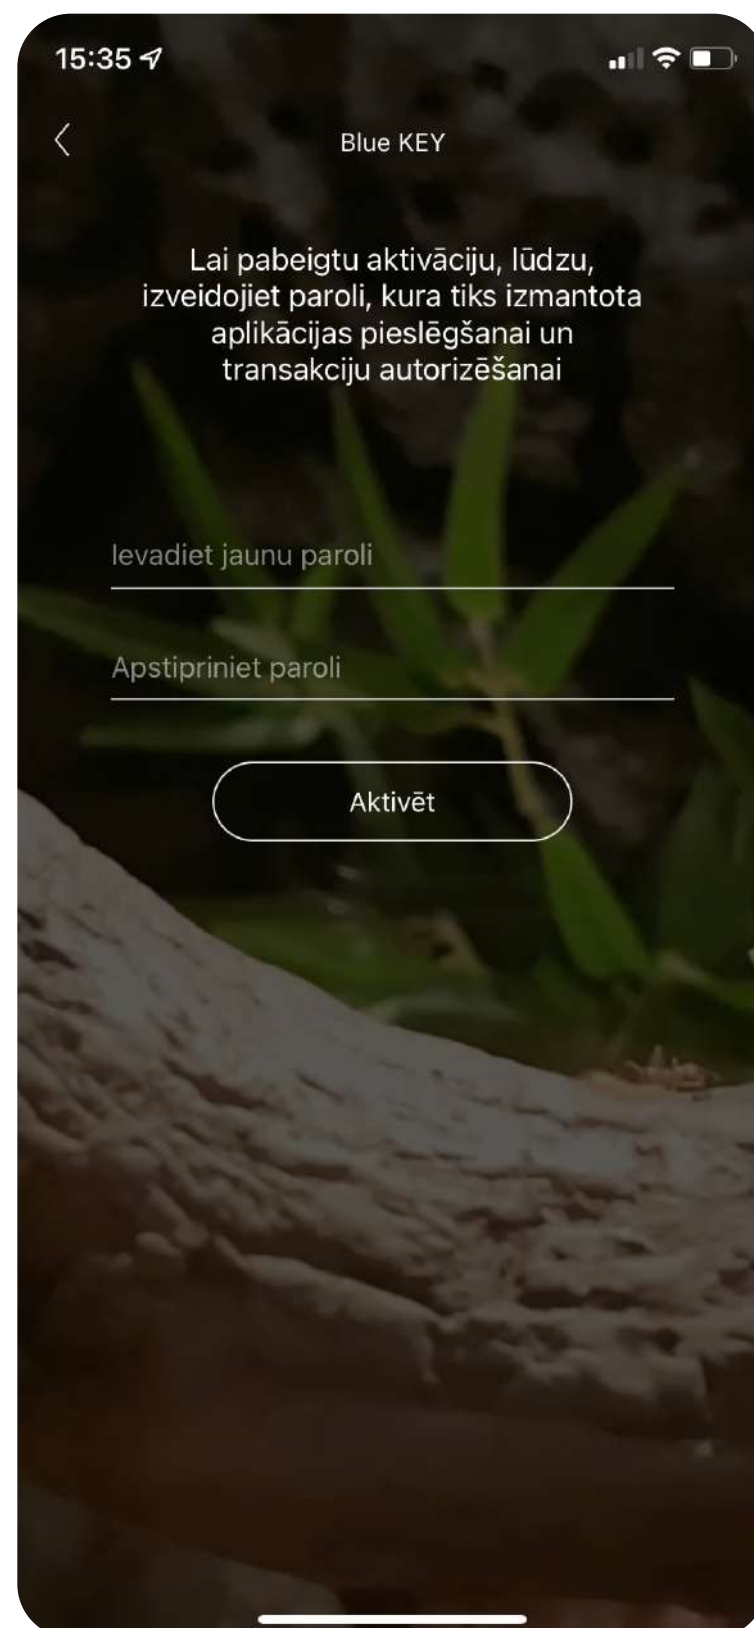 15:35
Blue KEY
Lai pabeigtu aktivāciju, lūdzu,
izveidojiet paroli, kura tiks izmantota
aplikācijas pieslēgšanai un
transakciju autorizēšanai
Ievadiet jaunu paroli
Apstipriniet paroli
Aktivēt